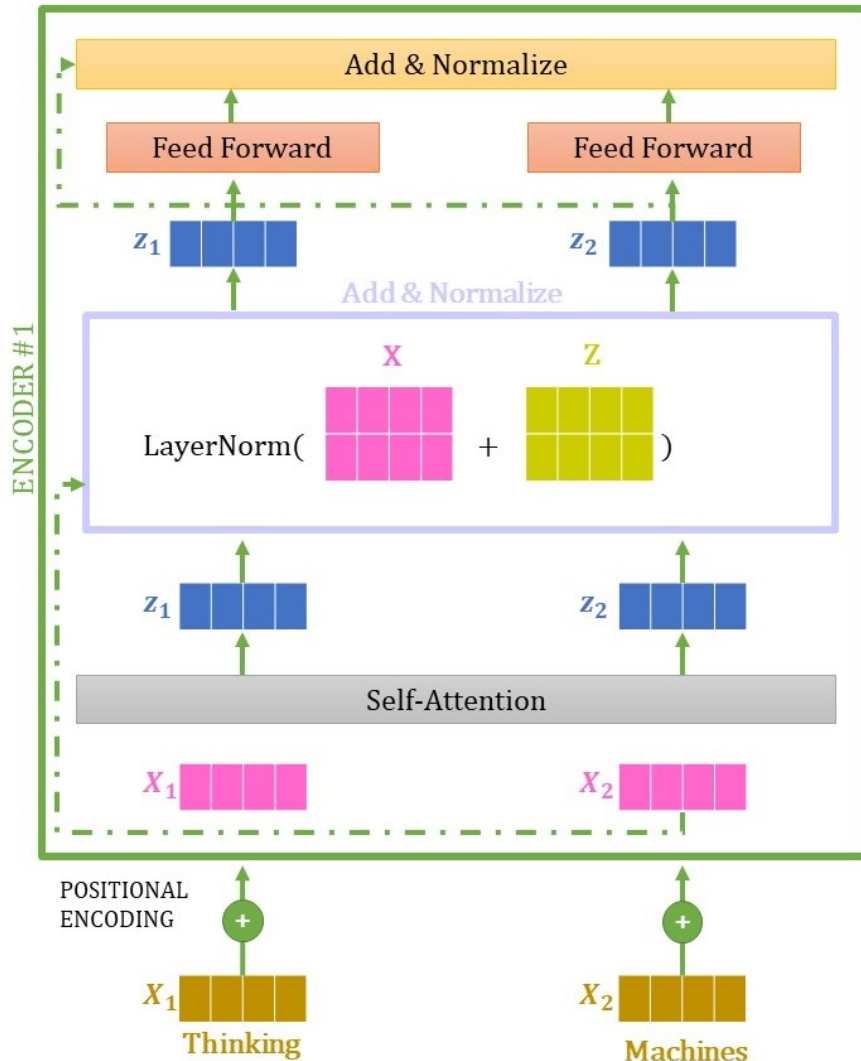 Add & Normalize
Feed Forward Feed Forward
z1 z2
Add & Normalize
X Z
LayerNorm( + )
ENCODER #1
z1 z2
Self-Attention
X1 X2
POSITIONAL
ENCODING
+ +
X1 X2
Thinking Machines